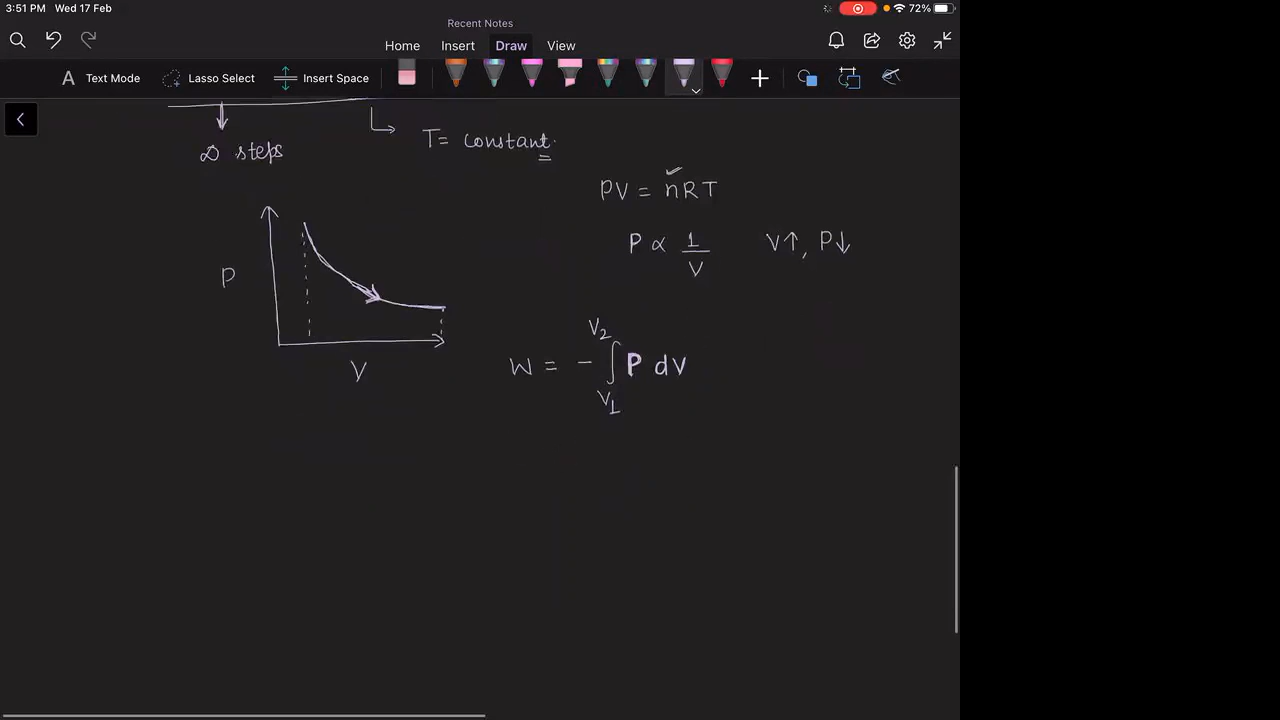 3:51 PM Wed 17 Feb
72%
Recent Notes
Home Insert Draw View
Text Mode Lasso Select Insert Space
T= constant.
∞ steps
PV = nRT
P ∝ 1/V V↑, P↓
P
V
W = - ∫ P dV
V2
V1